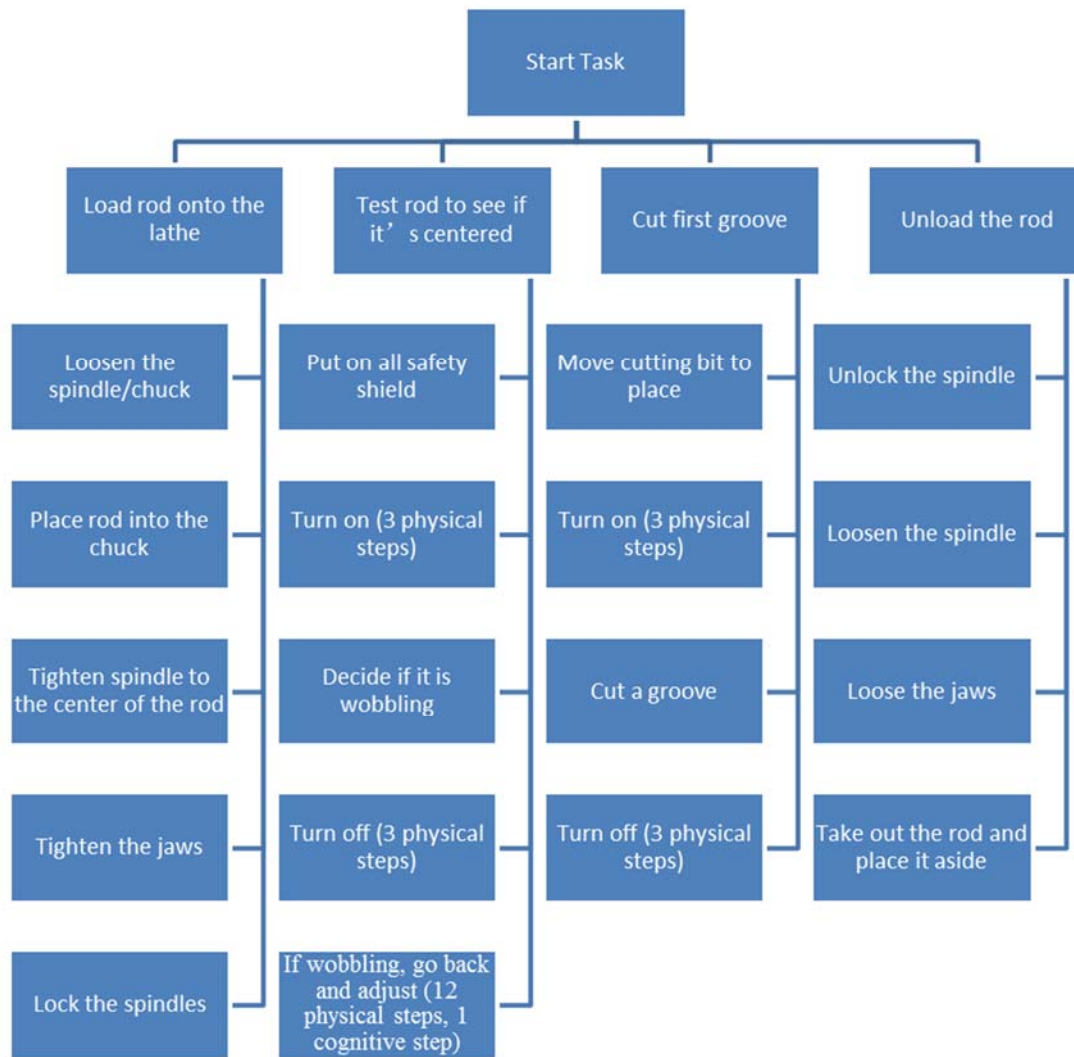 Start Task
Load rod onto the
lathe
Test rod to see if
it’s centered
Cut first groove
Unload the rod
Loosen the
spindle/chuck
Put on all safety
shield
Move cutting bit to
place
Unlock the spindle
Place rod into the
chuck
Turn on (3 physical
steps)
Turn on (3 physical
steps)
Loosen the spindle
Tighten spindle to
the center of the rod
Decide if it is
wobbling
Cut a groove
Loose the jaws
Tighten the jaws
Turn off (3 physical
steps)
Turn off (3 physical
steps)
Take out the rod and
place it aside
Lock the spindles
If wobbling, go back
and adjust (12
physical steps, 1
cognitive step)